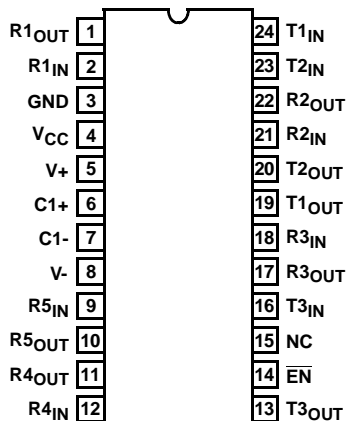 R1OUT 1 24 T1IN
R1IN 2 23 T2IN
GND 3 22 R2OUT
VCC 4 21 R2IN
V+ 5 20 T2OUT
C1+ 6 19 T1OUT
C1- 7 18 R3IN
V- 8 17 R3OUT
R5IN 9 16 T3IN
R5OUT 10 15 NC
R4OUT 11 14 E̅N̅
R4IN 12 13 T3OUT